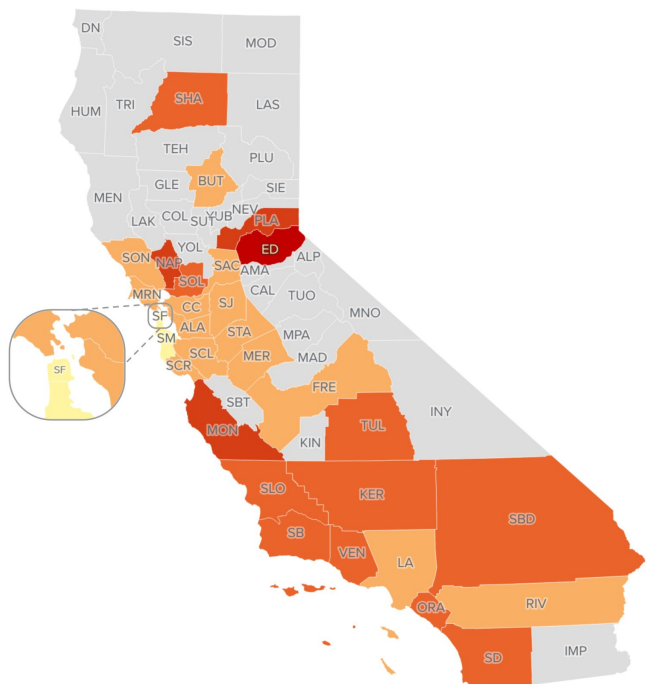 DN
SIS
MOD
HUM
TRI
SHA
LAS
TEH
PLU
MEN
GLE
BUT
SIE
LAK
COL
SUT
YUB
NEV
PLA
SON
NAP
YOL
ED
SOL
SAC
AMA
ALP
MRN
CC
SJ
CAL
TUO
MNO
SF
ALA
STA
MPA
SM
SCL
MER
MAD
SF
SCR
SBT
FRE
INY
MON
KIN
TUL
SLO
KER
SBD
SB
VEN
LA
ORA
RIV
SD
IMP